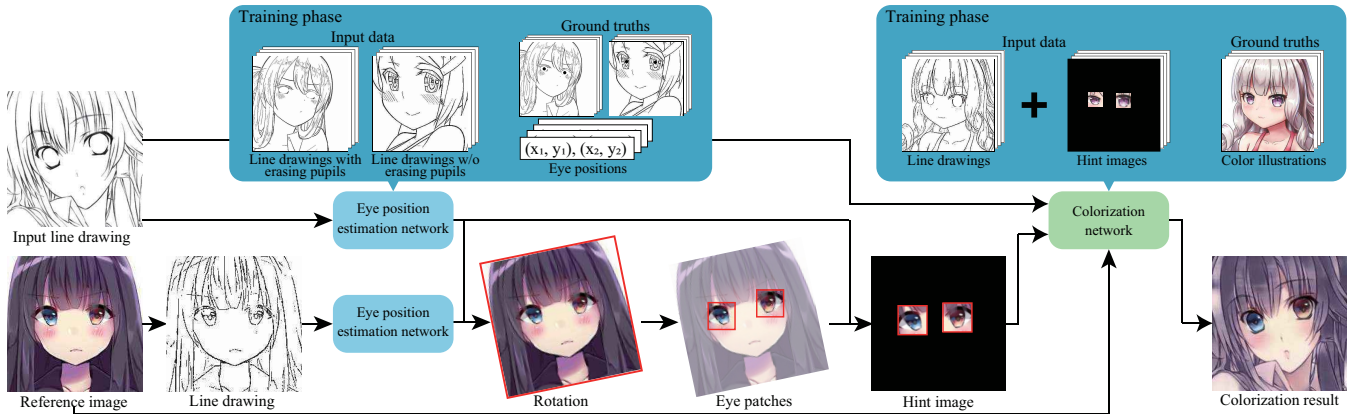 Training phase
Input data
Ground truths
Line drawings with
erasing pupils
Line drawings w/o
erasing pupils
(x1, y1), (x2, y2)
Eye positions
Training phase
Input data
Ground truths
+
Line drawings
Hint images
Color illustrations
Input line drawing
Eye position
estimation network
Colorization
network
Eye position
estimation network
Reference image
Line drawing
Rotation
Eye patches
Hint image
Colorization result